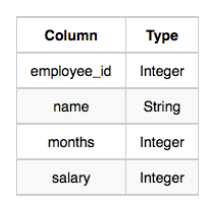 Column Type
employee_id Integer
name String
months Integer
salary Integer